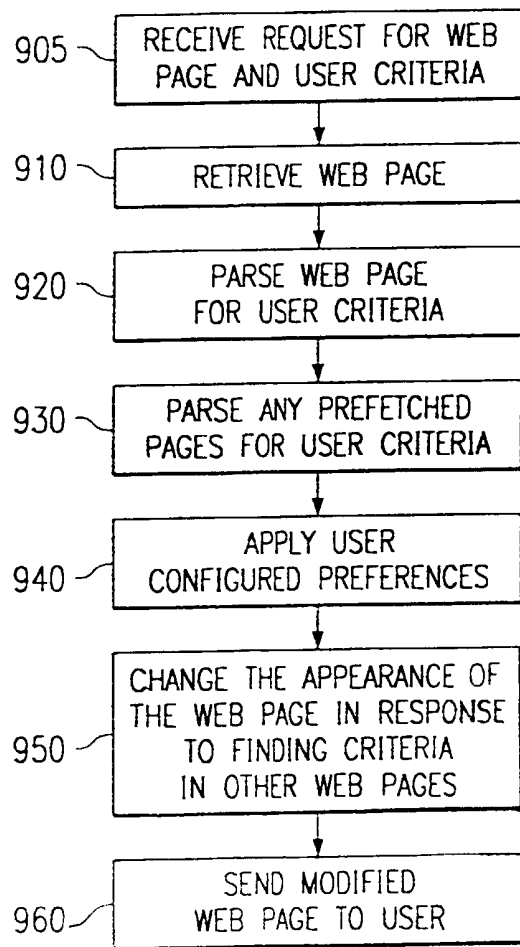 905
RECEIVE REQUEST FOR WEB
PAGE AND USER CRITERIA
910
RETRIEVE WEB PAGE
920
PARSE WEB PAGE
FOR USER CRITERIA
930
PARSE ANY PREFETCHED
PAGES FOR USER CRITERIA
940
APPLY USER
CONFIGURED PREFERENCES
950
CHANGE THE APPEARANCE OF
THE WEB PAGE IN RESPONSE
TO FINDING CRITERIA
IN OTHER WEB PAGES
960
SEND MODIFIED
WEB PAGE TO USER